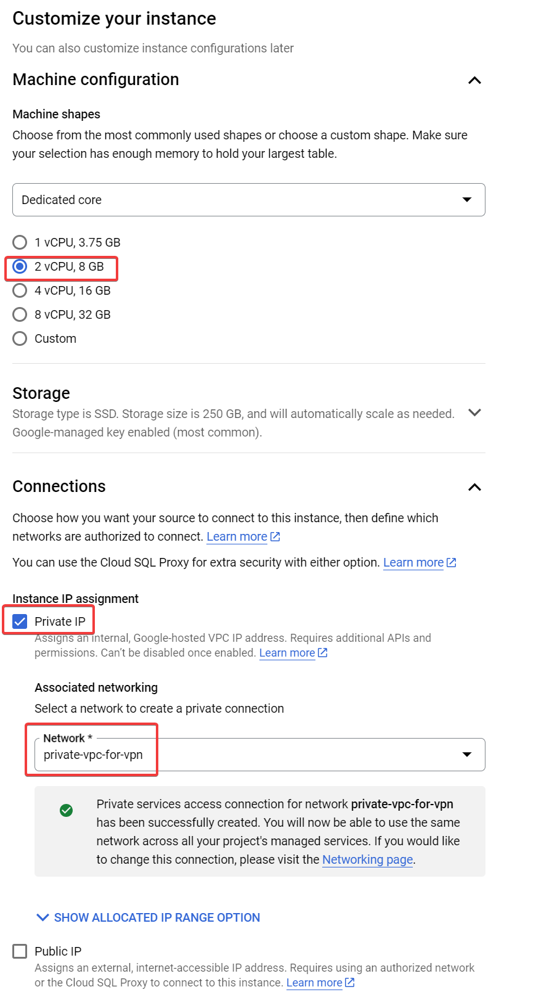 Customize your instance
You can also customize instance configurations later
Machine configuration
Machine shapes
Choose from the most commonly used shapes or choose a custom shape. Make sure
your selection has enough memory to hold your largest table.
Dedicated core
1 vCPU, 3.75 GB
2 vCPU, 8 GB
4 vCPU, 16 GB
8 vCPU, 32 GB
Custom
Storage
Storage type is SSD. Storage size is 250 GB, and will automatically scale as needed.
Google-managed key enabled (most common).
Connections
Choose how you want your source to connect to this instance, then define which
networks are authorized to connect. Learn more
You can use the Cloud SQL Proxy for extra security with either option. Learn more
Instance IP assignment
Private IP
Assigns an internal, Google-hosted VPC IP address. Requires additional APIs and
permissions. Can't be disabled once enabled. Learn more
Associated networking
Select a network to create a private connection
Network *
private-vpc-for-vpn
Private services access connection for network private-vpc-for-vpn
has been successfully created. You will now be able to use the same
network across all your project's managed services. If you would like
to change this connection, please visit the Networking page.
SHOW ALLOCATED IP RANGE OPTION
Public IP
Assigns an external, internet-accessible IP address. Requires using an authorized network
or the Cloud SQL Proxy to connect to this instance. Learn more